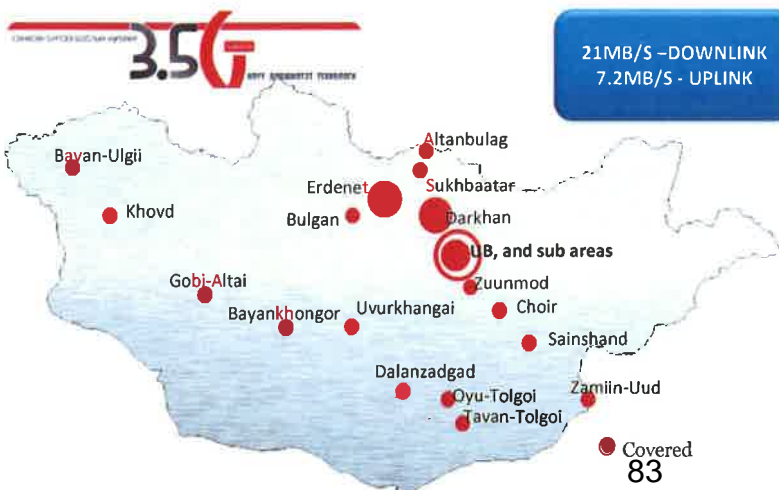 3.5G
21MB/S –DOWNLINK
7.2MB/S - UPLINK
Altanbulag
Bayan-Ulgii
Sukhbaatar
Erdenet
Khovd
Bulgan
Darkhan
UB, and sub areas
Gobi-Altai
Zuunmod
Bayankhongor
Uvurkhangai
Choir
Sainshand
Dalanzadgad
Oyu-Tolgoi
Zamiin-Uud
Tavan-Tolgoi
Covered
83